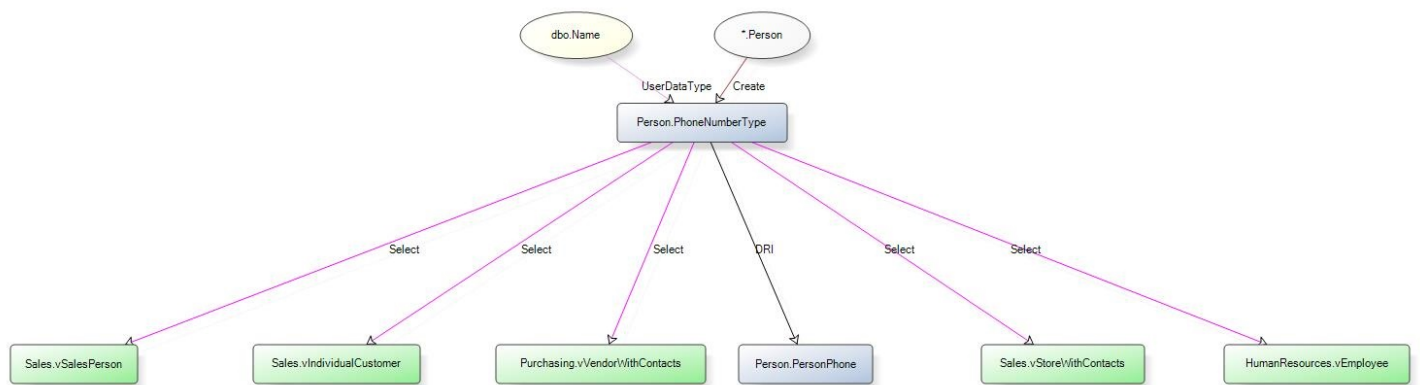 dbo.Name
*.Person
UserDataType
Create
Person.PhoneNumberType
Select
Select
Select
DRI
Select
Select
Sales.vSalesPerson
Sales.vIndividualCustomer
Purchasing.vVendorWithContacts
Person.PersonPhone
Sales.vStoreWithContacts
HumanResources.vEmployee